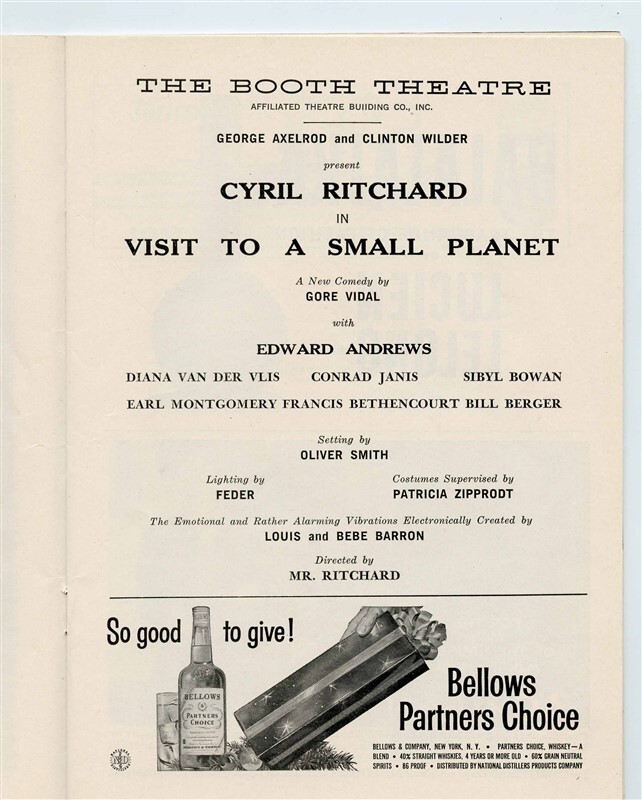 THE BOOTH THEATRE
AFFILIATED THEATRE BUIIDING CO., INC.
GEORGE AXELROD and CLINTON WILDER
present
CYRIL RITCHARD
IN
VISIT TO A SMALL PLANET
A New Comedy by
GORE VIDAL
with
EDWARD ANDREWS
DIANA VAN DER VLIS CONRAD JANIS SIBYL BOWAN
EARL MONTGOMERY FRANCIS BETHENCOURT BILL BERGER
Setting by
OLIVER SMITH
Lighting by
FEDER
Costumes Supervised by
PATRICIA ZIPPRODT
The Emotional and Rather Alarming Vibrations Electronically Created by
LOUIS and BEBE BARRON
Directed by
MR. RITCHARD
So good to give!
BELLOWS
PARTNERS
CHOICE
Bellows
Partners Choice
BELLOWS & COMPANY, NEW YORK, N. Y. • PARTNERS CHOICE, WHISKEY—A
BLEND • 40% STRAIGHT WHISKIES, 4 YEARS OR MORE OLD • 60% GRAIN NEUTRAL
SPIRITS • 86 PROOF • DISTRIBUTED BY NATIONAL DISTILLERS PRODUCTS COMPANY